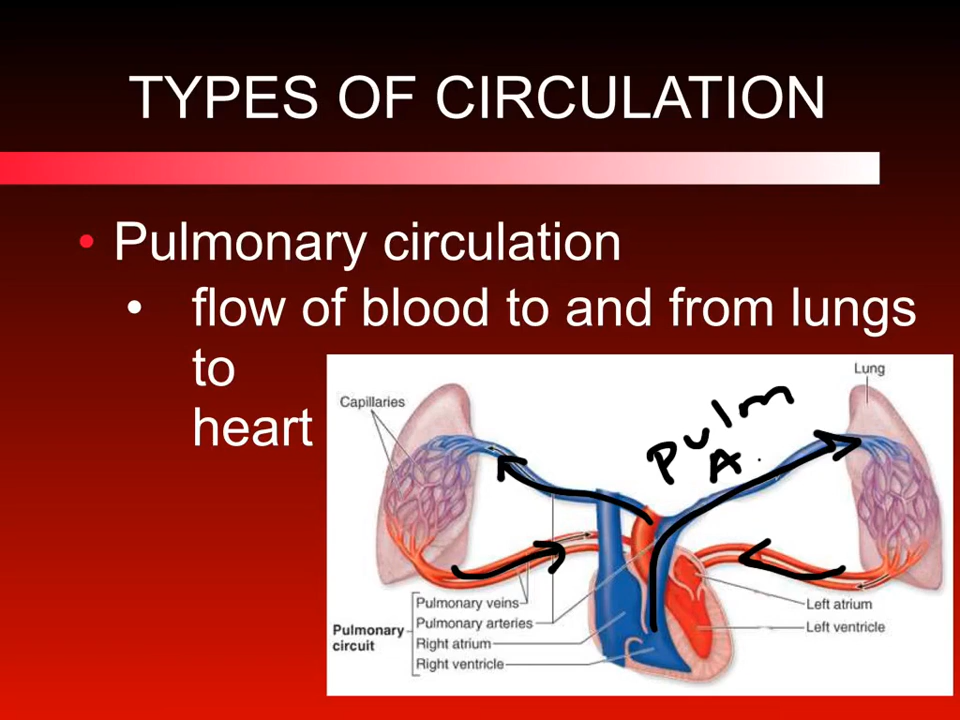 TYPES OF CIRCULATION
• Pulmonary circulation
• flow of blood to and from lungs
to
heart
Lung
Capillaries
Pulm
A.
Pulmonary veins
Pulmonary arteries
Pulmonary
circuit
Right atrium
Right ventricle
Left atrium
Left ventricle